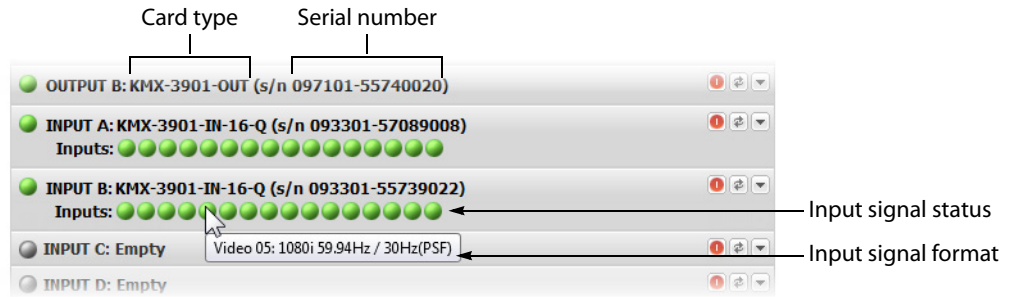 Card type Serial number
OUTPUT B: KMX-3901-OUT (s/n 097101-55740020)
INPUT A: KMX-3901-IN-16-Q (s/n 093301-57089008)
Inputs:
INPUT B: KMX-3901-IN-16-Q (s/n 093301-55739022)
Inputs:
Input signal status
INPUT C: Empty
Video 05: 1080i 59.94Hz / 30Hz(PSF)
Input signal format
INPUT D: Empty